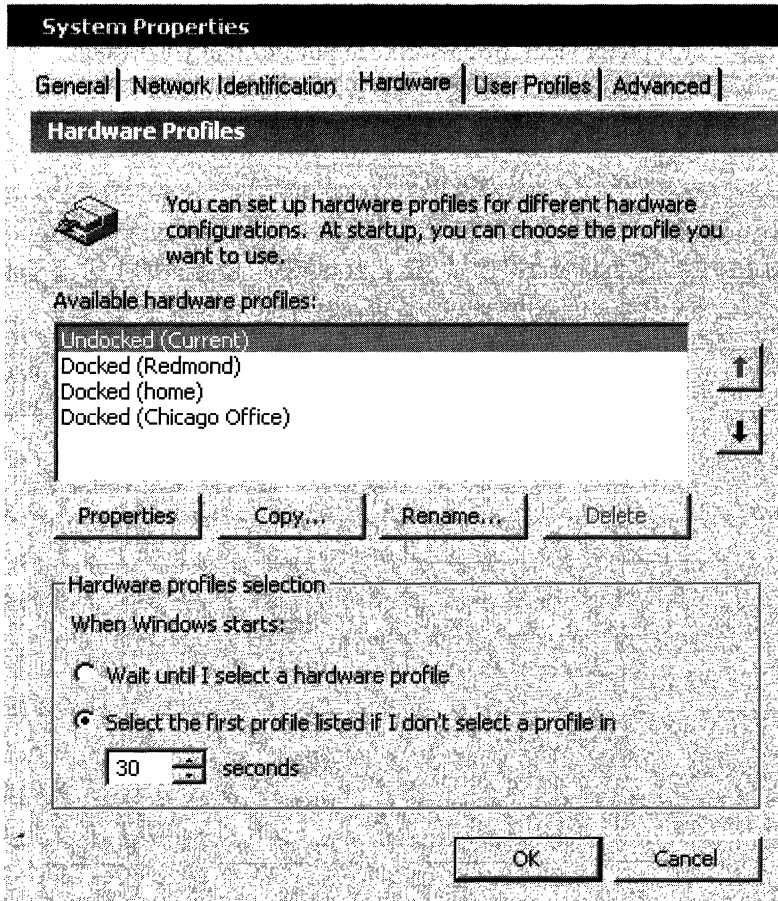 System Properties
General Network Identification Hardware User Profiles Advanced
Hardware Profiles
You can set up hardware profiles for different hardware
configurations. At startup, you can choose the profile you
want to use.
Available hardware profiles:
Undocked (Current)
Docked (Redmond)
Docked (home)
Docked (Chicago Office)
Properties Copy... Rename... Delete
Hardware profiles selection
When Windows starts:
Wait until I select a hardware profile
Select the first profile listed if I don't select a profile in
30 seconds
OK Cancel